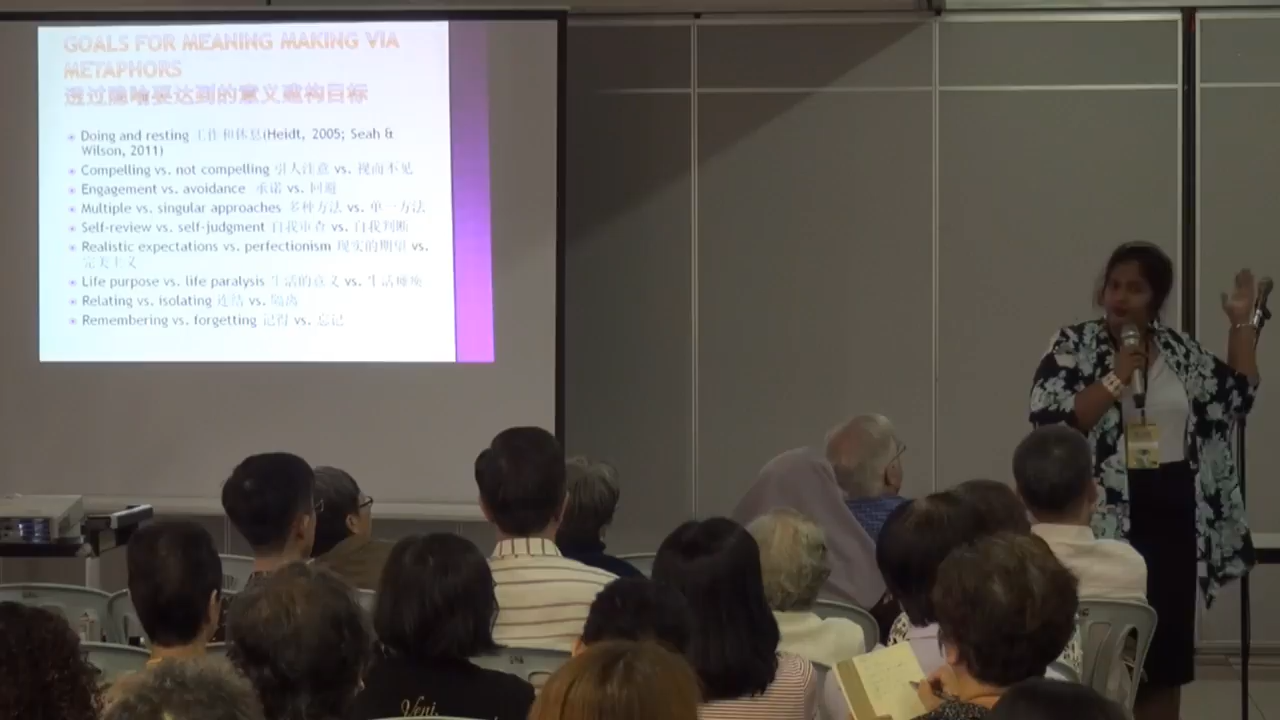 GOALS FOR MEANING MAKING VIA
METAPHORS
透过隐喻要达到的意义建构目标
Doing and resting 工作和休息(Heidt, 2005; Seah &
Wilson, 2011)
Compelling vs. not compelling 引人注意 vs. 视而不见
Engagement vs. avoidance 承诺 vs. 回避
Multiple vs. singular approaches 多种方法 vs. 单一方法
Self-review vs. self-judgment 自我审查 vs. 自我判断
Realistic expectations vs. perfectionism 现实的期望 vs.
完美主义
Life purpose vs. life paralysis 生活的意义 vs. 生活瘫痪
Relating vs. isolating 连结 vs. 隔离
Remembering vs. forgetting 记得 vs. 忘记
Veni,